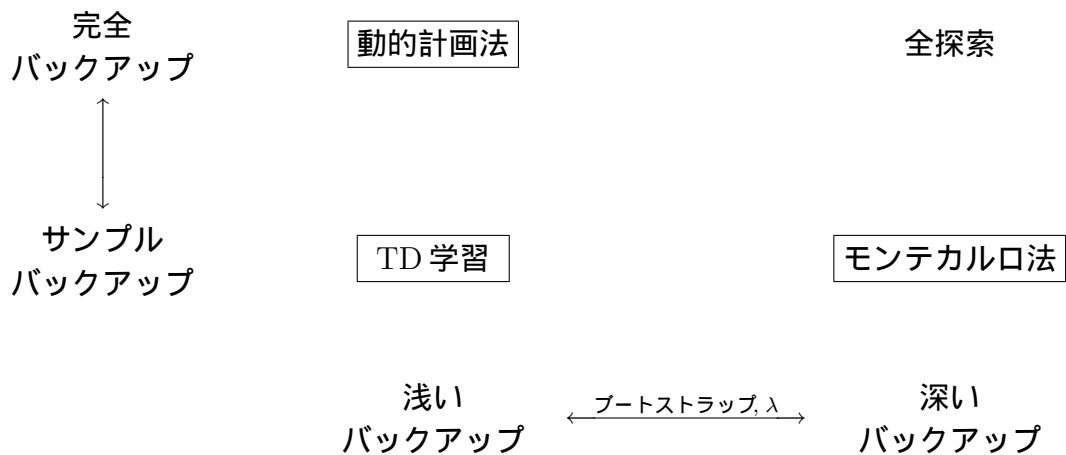 完全
バックアップ
動的計画法
全探索
サンプル
バックアップ
TD 学習
モンテカルロ法
浅い
バックアップ
ブートストラップ, λ
深い
バックアップ